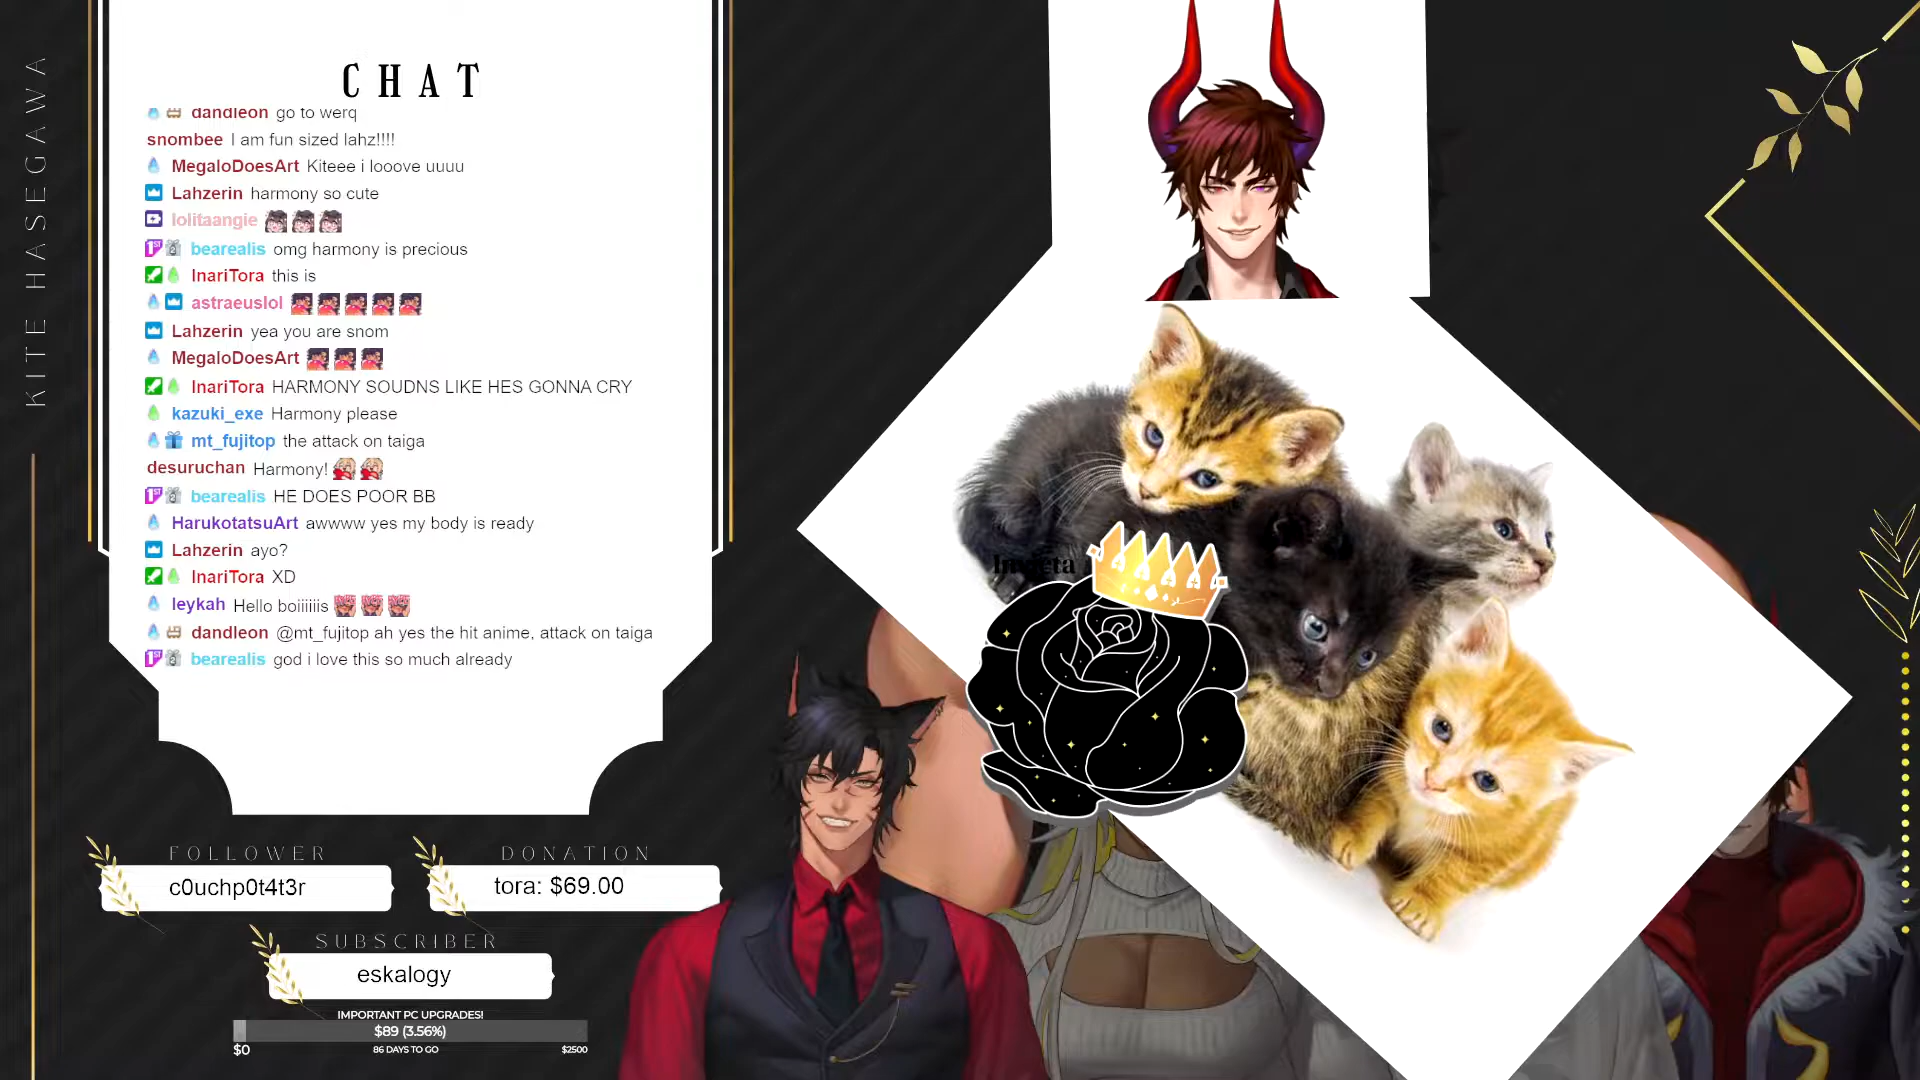 KITE HASEGAWA
CHAT
dandleon go to werq
snombee I am fun sized lahz!!!!
MegaloDoesArt Kiteee i looove uuuu
Lahzerin harmony so cute
lolitaangie
bearealis omg harmony is precious
InariTora this is
astraeuslol
Lahzerin yea you are snom
MegaloDoesArt
InariTora HARMONY SOUDNS LIKE HES GONNA CRY
kazuki_exe Harmony please
mt_fujitop the attack on taiga
desuruchan Harmony!
bearealis HE DOES POOR BB
HarukotatsuArt awwww yes my body is ready
Lahzerin ayo?
InariTora XD
leykah Hello boiiiiiis
dandleon @mt_fujitop ah yes the hit anime, attack on taiga
bearealis god i love this so much already
FOLLOWER
c0uchp0t4t3r
DONATION
tora: $69.00
SUBSCRIBER
eskalogy
IMPORTANT PC UPGRADES!
$89 (3.56%)
$0
86 DAYS TO GO
$2500